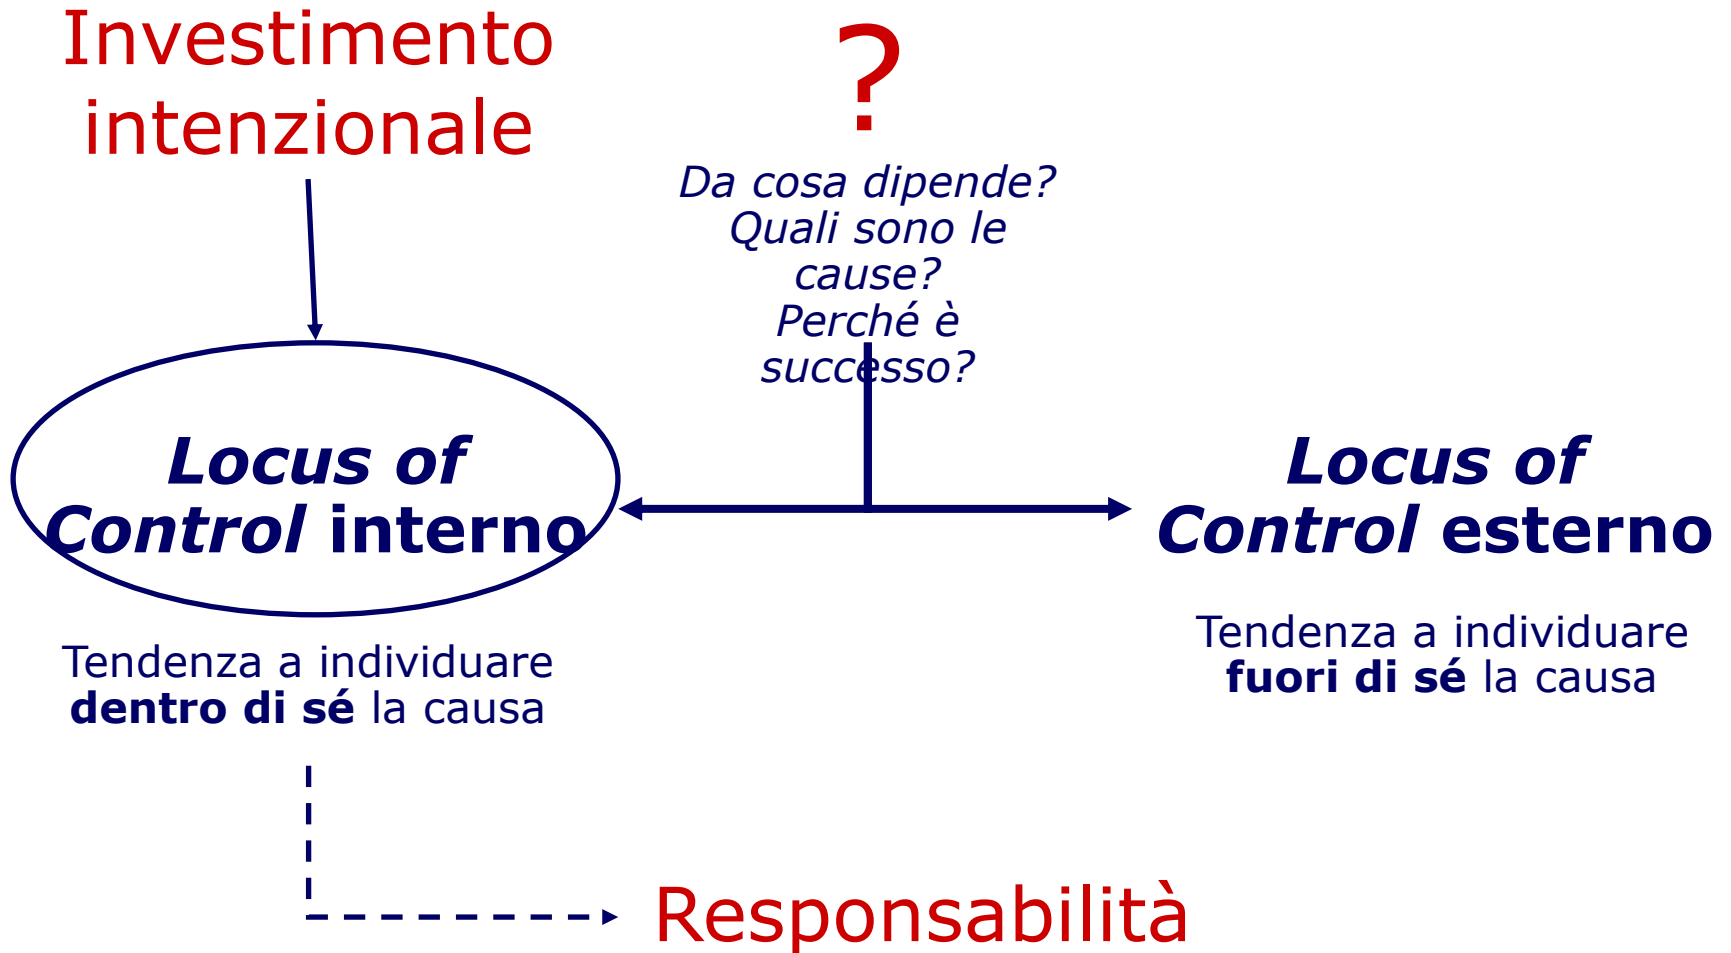 Investimento
intenzionale
?
Da cosa dipende?
Quali sono le
cause?
Perché è
successo?
Locus of
Control interno
Locus of
Control esterno
Tendenza a individuare
dentro di sé la causa
Tendenza a individuare
fuori di sé la causa
Responsabilità